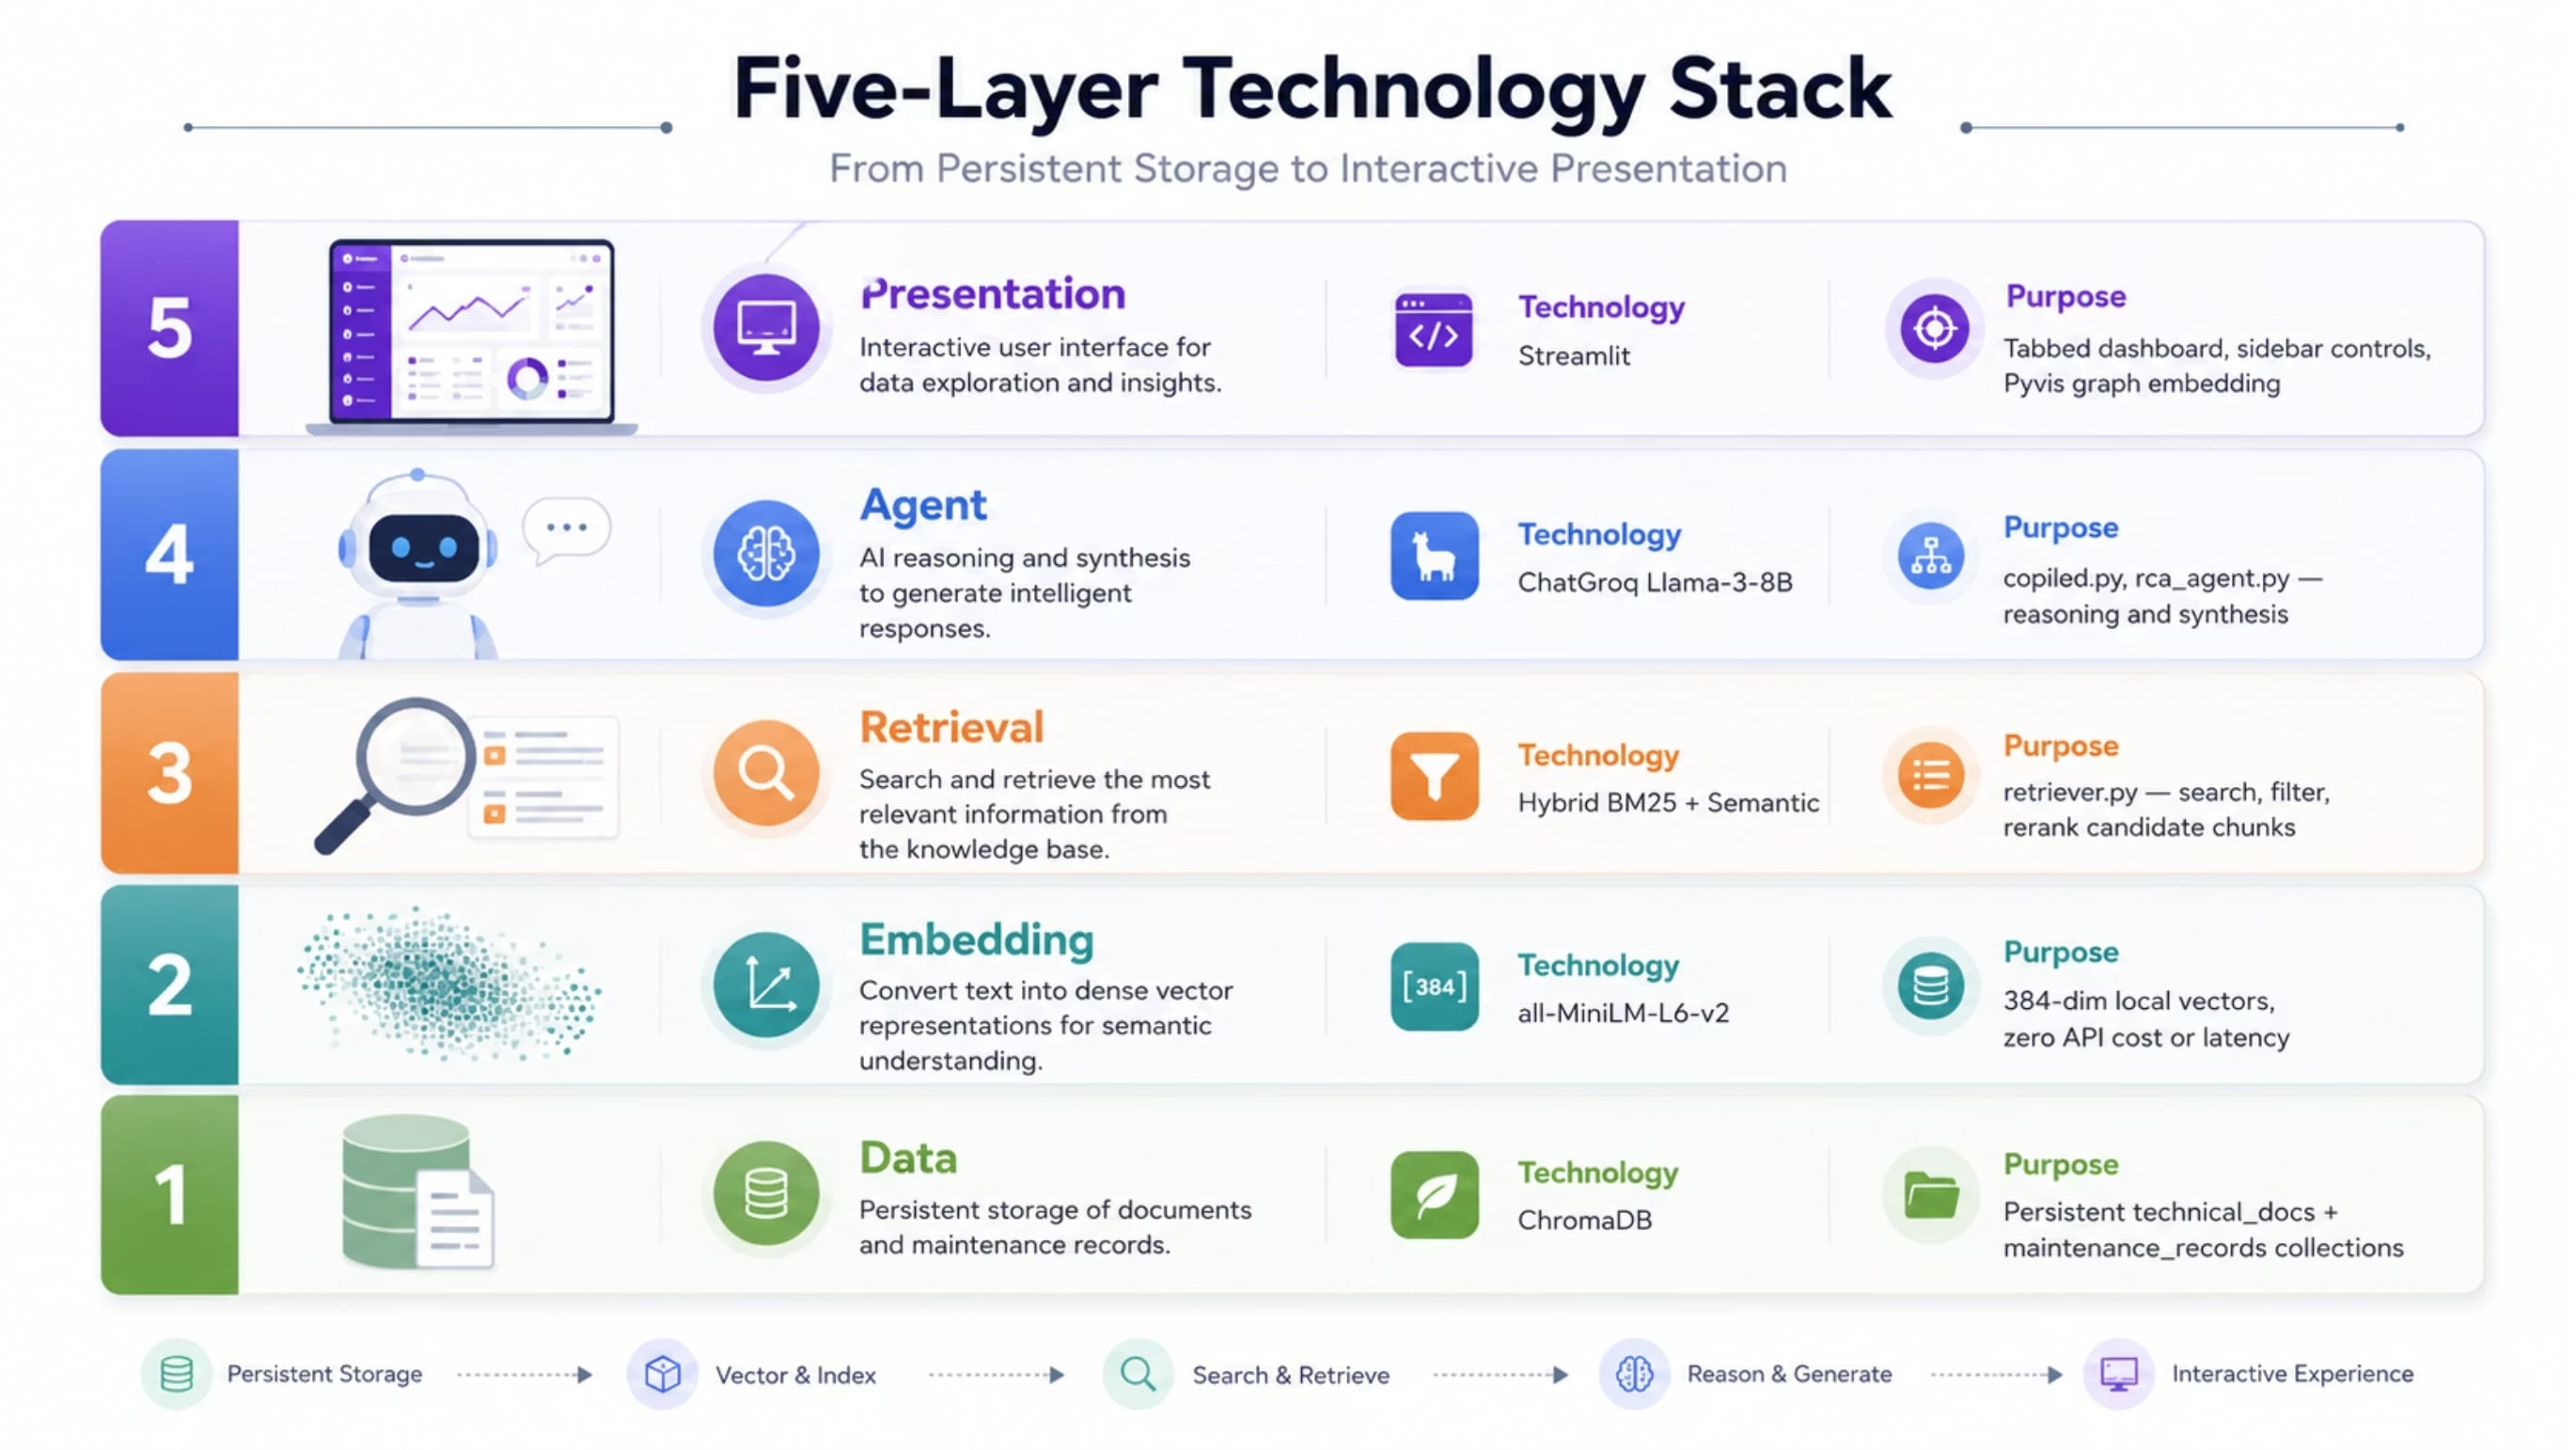 Five-Layer Technology Stack
From Persistent Storage to Interactive Presentation
5
Presentation
Interactive user interface for
data exploration and insights.
Technology
Streamlit
Purpose
Tabbed dashboard, sidebar controls,
Pyvis graph embedding
4
Agent
AI reasoning and synthesis
to generate intelligent
responses.
Technology
ChatGroq Llama-3-8B
Purpose
copiled.py, rca_agent.py —
reasoning and synthesis
3
Retrieval
Search and retrieve the most
relevant information from
the knowledge base.
Technology
Hybrid BM25 + Semantic
Purpose
retriever.py — search, filter,
rerank candidate chunks
2
Embedding
Convert text into dense vector
representations for semantic
understanding.
[384]
Technology
all-MiniLM-L6-v2
Purpose
384-dim local vectors,
zero API cost or latency
1
Data
Persistent storage of documents
and maintenance records.
Technology
ChromaDB
Purpose
Persistent technical_docs +
maintenance_records collections
Persistent Storage
Vector & Index
Search & Retrieve
Reason & Generate
Interactive Experience